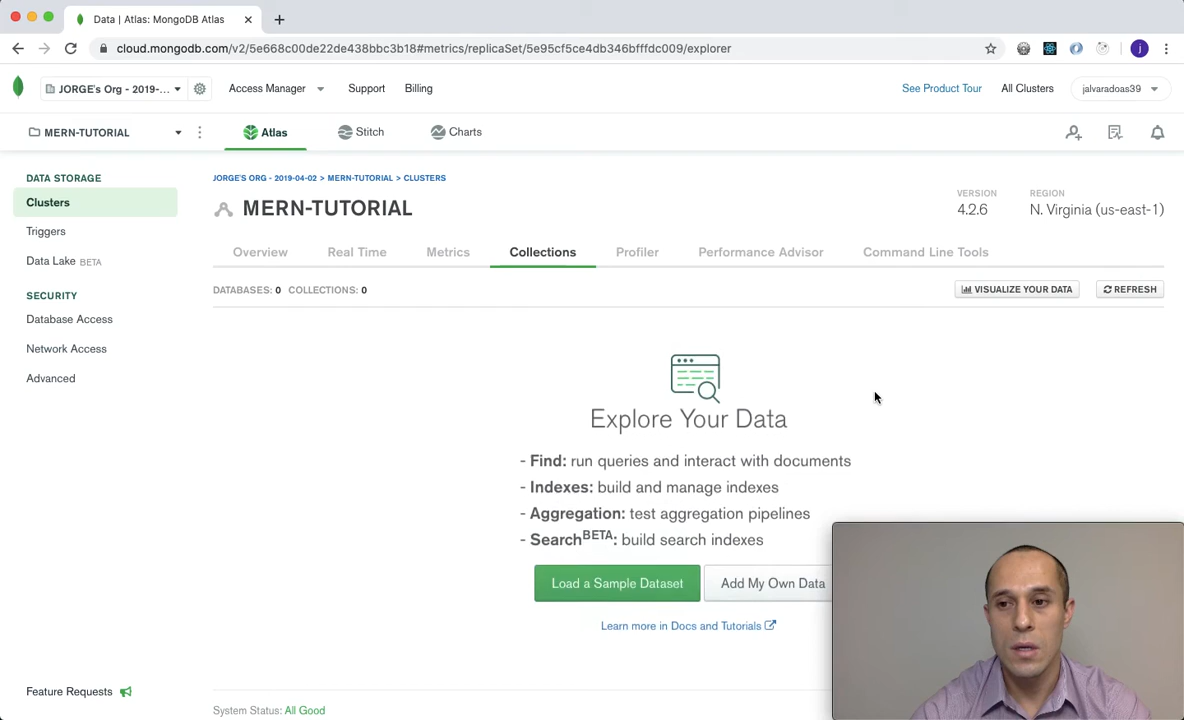 Data | Atlas: MongoDB Atlas
cloud.mongodb.com/v2/5e668c00de22de438bbc3b18#metrics/replicaSet/5e95cf5ce4db346bfffdc009/explorer
j
JORGE's Org - 2019-...
Access Manager
Support
Billing
See Product Tour
All Clusters
jalvaradoas39
MERN-TUTORIAL
Atlas
Stitch
Charts
DATA STORAGE
Clusters
Triggers
Data Lake BETA
SECURITY
Database Access
Network Access
Advanced
Feature Requests
JORGE'S ORG - 2019-04-02 > MERN-TUTORIAL > CLUSTERS
MERN-TUTORIAL
VERSION
4.2.6
REGION
N. Virginia (us-east-1)
Overview
Real Time
Metrics
Collections
Profiler
Performance Advisor
Command Line Tools
DATABASES: 0 COLLECTIONS: 0
VISUALIZE YOUR DATA
REFRESH
Explore Your Data
- Find: run queries and interact with documents
- Indexes: build and manage indexes
- Aggregation: test aggregation pipelines
- SearchBETA: build search indexes
Load a Sample Dataset
Add My Own Data
Learn more in Docs and Tutorials
System Status: All Good